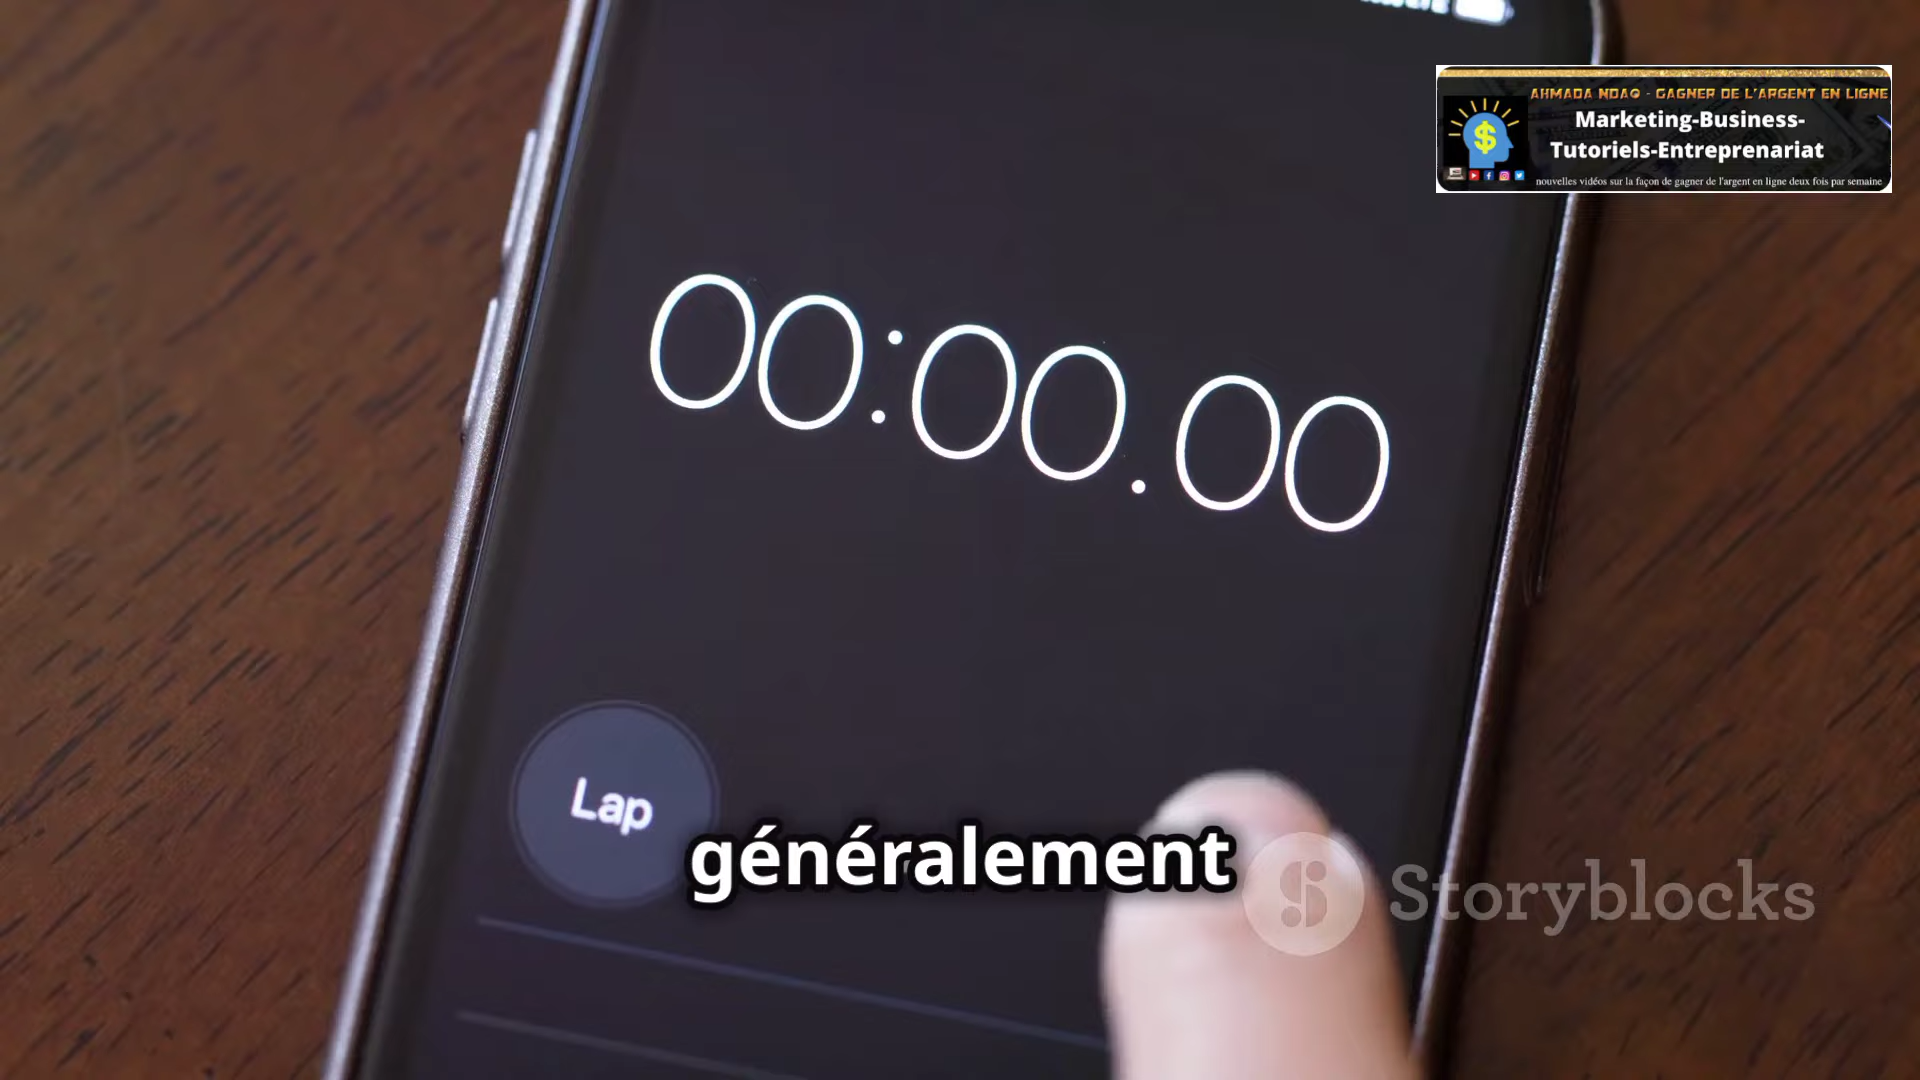 AHMADA NDAQ - GAGNER DE L'ARGENT EN LIGNE
Marketing-Business-
Tutoriels-Entreprenariat
nouvelles vidéos sur la façon de gagner de l'argent en ligne deux fois par semaine
00:00.00
Lap
généralement
Storyblocks